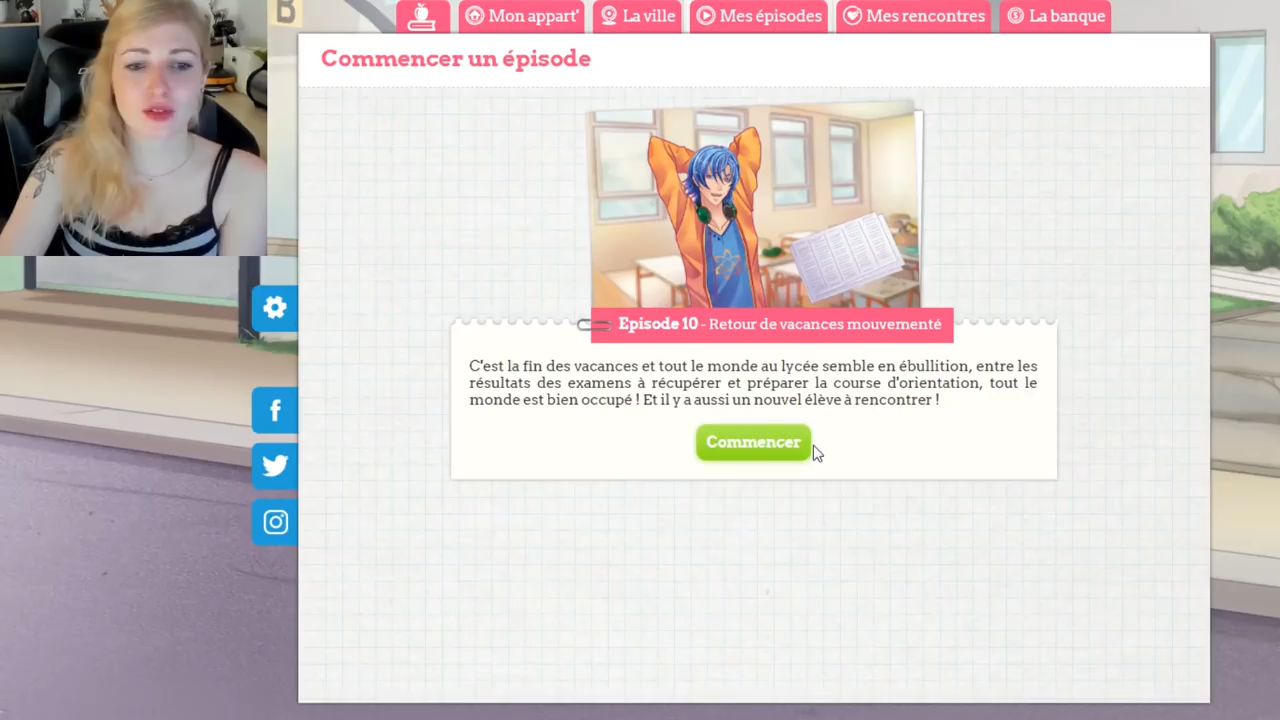 B
Mon appart'
La ville
Mes épisodes
Mes rencontres
La banque
Commencer un épisode
Episode 10 - Retour de vacances mouvementé
C'est la fin des vacances et tout le monde au lycée semble en ébullition, entre les
résultats des examens à récupérer et préparer la course d'orientation, tout le
monde est bien occupé ! Et il y a aussi un nouvel élève à rencontrer !
Commencer